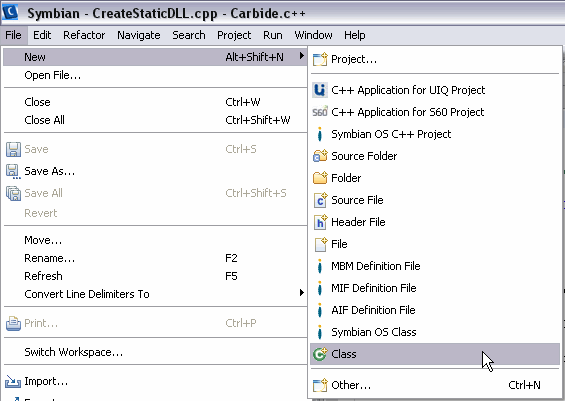 Symbian - CreateStaticDLL.cpp - Carbide.c++
File Edit Refactor Navigate Search Project Run Window Help
New Alt+Shift+N
Open File...
Close Ctrl+W
Close All Ctrl+Shift+W
Save Ctrl+S
Save As...
Save All Ctrl+Shift+S
Revert
Move...
Rename... F2
Refresh F5
Convert Line Delimiters To
Print... Ctrl+P
Switch Workspace...
Import...
Project...
C++ Application for UIQ Project
S60 C++ Application for S60 Project
Symbian OS C++ Project
Source Folder
Folder
Source File
Header File
File
MBM Definition File
MIF Definition File
AIF Definition File
Symbian OS Class
Class
Other... Ctrl+N